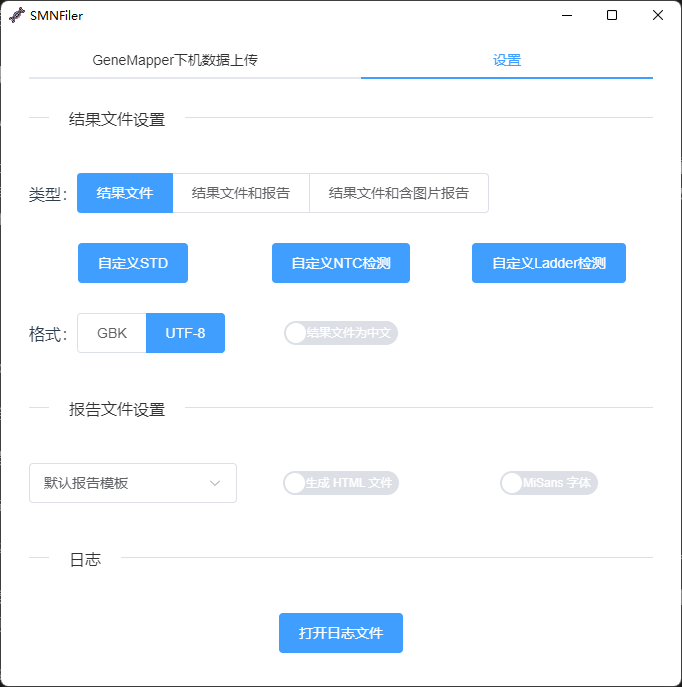 SMNFiler
GeneMapper下机数据上传 设置
结果文件设置
类型： 结果文件 结果文件和报告 结果文件和含图片报告
自定义STD 自定义NTC检测 自定义Ladder检测
格式： GBK UTF-8 结果文件为中文
报告文件设置
默认报告模板 生成 HTML 文件 MiSans 字体
日志
打开日志文件